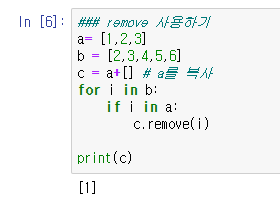 In [6]:
### remove 사용하기
a= [1,2,3]
b = [2,3,4,5,6]
c = a+[] # a를 복사
for i in b:
    if i in a:
        c.remove(i)
print(c)
[1]